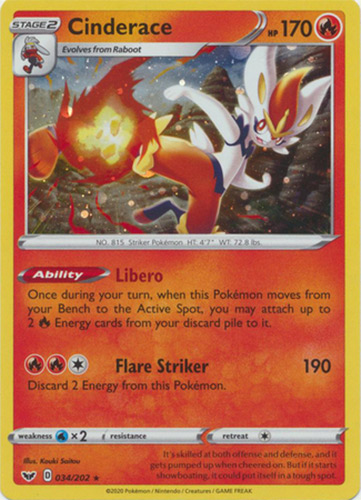 STAGE 2
Cinderace
HP 170
Evolves from Raboot
NO. 815 Striker Pokémon HT: 4'7" WT: 72.8 lbs.
Ability Libero
Once during your turn, when this Pokémon moves from
your Bench to the Active Spot, you may attach up to
2 Energy cards from your discard pile to it.
Flare Striker 190
Discard 2 Energy from this Pokémon.
weakness ×2 resistance retreat
Illus. Kouki Saitou
D 034/202 ★
It's skilled at both offense and defense, and it
gets pumped up when cheered on. But if it starts
showboating, it could put itself in a tough spot.
©2020 Pokémon / Nintendo / Creatures / GAME FREAK